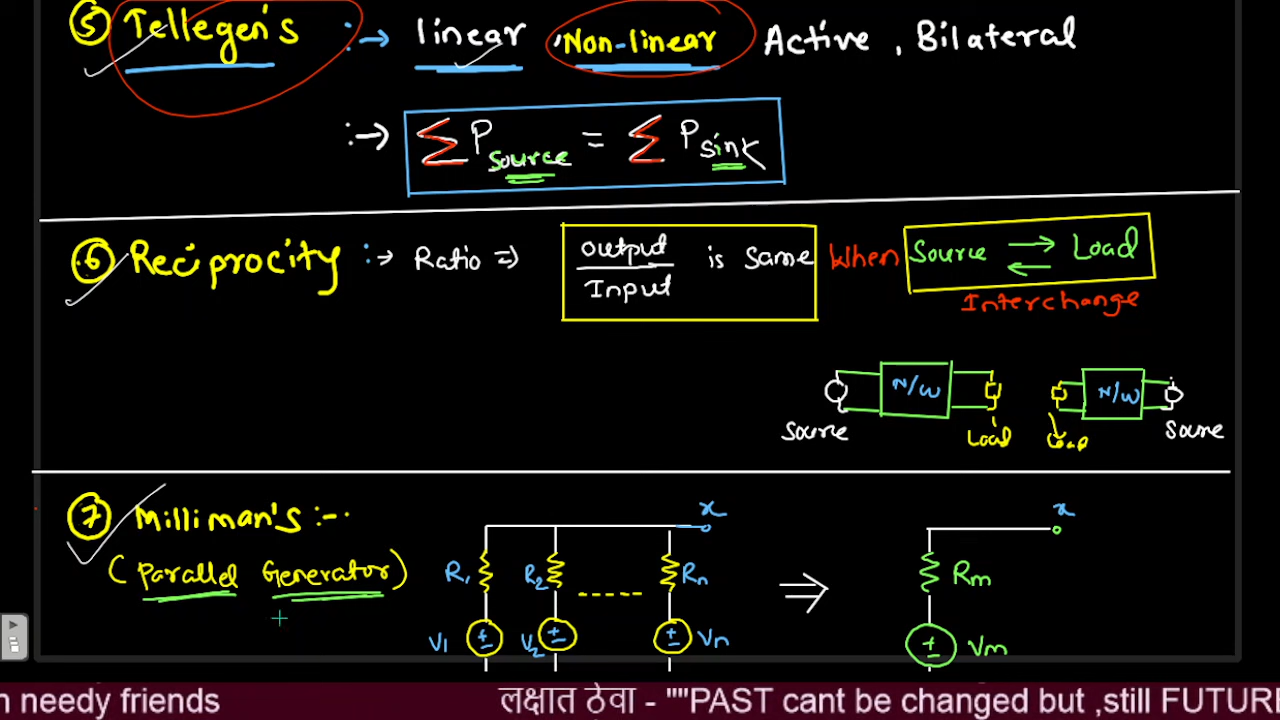 ⑤ Tellegen's :→ linear, Non-linear Active, Bilateral
:→ ∑ P source = ∑ P sink
⑥ Reciprocity :→ Ratio ⇒ output / Input is same When Source ⇄ Load
Interchange
N/W N/W
Source Load Load Source
⑦ Milliman's :-
(Parallel Generator)
x x
R1 R2 Rn ⇒ Rm
V1 V2 Vn Vm
n needy friends लक्षात ठेवा - ""PAST cant be changed but ,still FUTURE